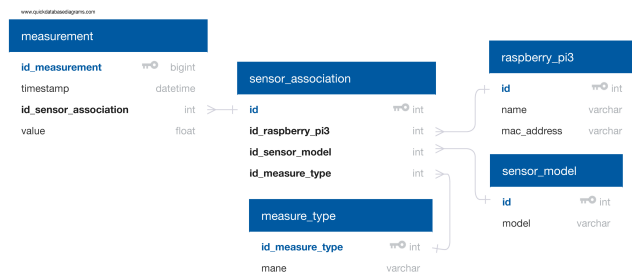 www.quickdatabasediagrams.com
measurement
id_measurement bigint
timestamp datetime
id_sensor_association int
value float
sensor_association
id int
id_raspberry_pi3 int
id_sensor_model int
id_measure_type int
raspberry_pi3
id int
name varchar
mac_address varchar
sensor_model
id int
model varchar
measure_type
id_measure_type int
mane varchar